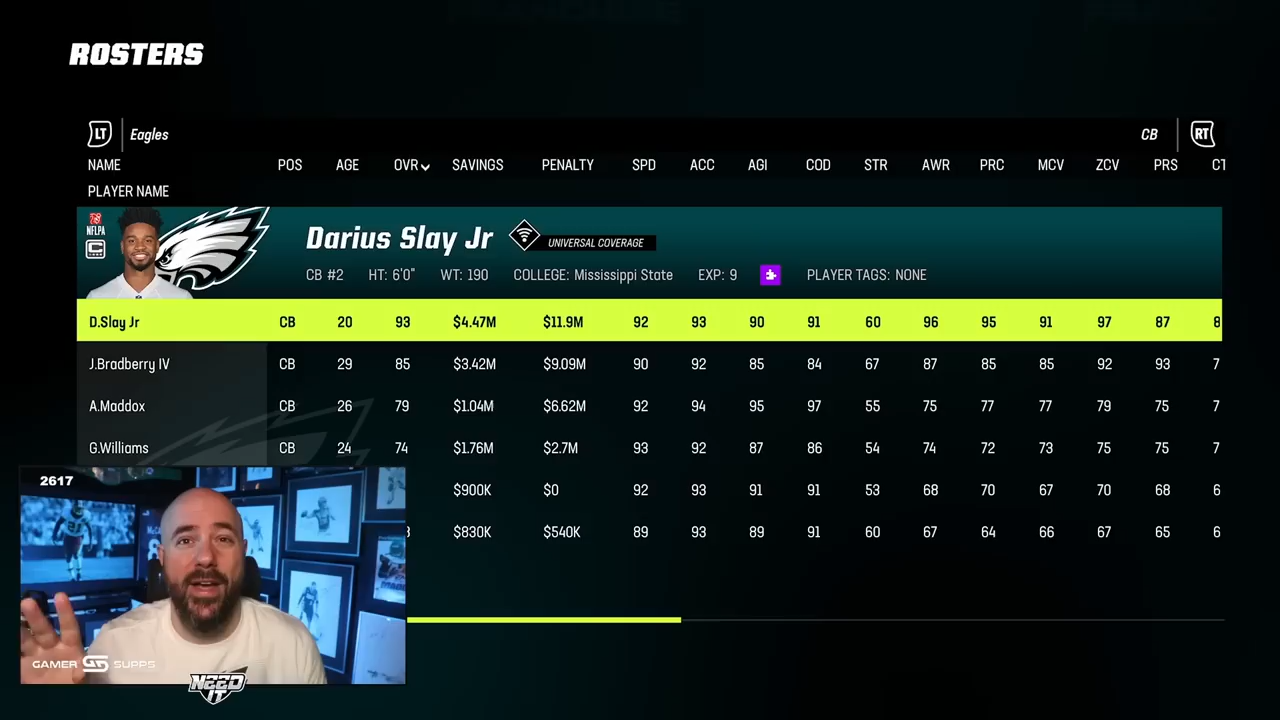 ROSTERS
LT Eagles CB RT
NAME POS AGE OVR SAVINGS PENALTY SPD ACC AGI COD STR AWR PRC MCV ZCV PRS CT
PLAYER NAME
NFLPA
C
Darius Slay Jr UNIVERSAL COVERAGE
CB #2 HT: 6'0" WT: 190 COLLEGE: Mississippi State EXP: 9 PLAYER TAGS: NONE
D.Slay Jr CB 20 93 $4.47M $11.9M 92 93 90 91 60 96 95 91 97 87 8
J.Bradberry IV CB 29 85 $3.42M $9.09M 90 92 85 84 67 87 85 85 92 93 7
A.Maddox CB 26 79 $1.04M $6.62M 92 94 95 97 55 75 77 77 79 75 7
G.Williams CB 24 74 $1.76M $2.7M 93 92 87 86 54 74 72 73 75 75 7
$900K $0 92 93 91 91 53 68 70 67 70 68 6
$830K $540K 89 93 89 91 60 67 64 66 67 65 6
2617
GAMER GS SUPPS
NEED IT